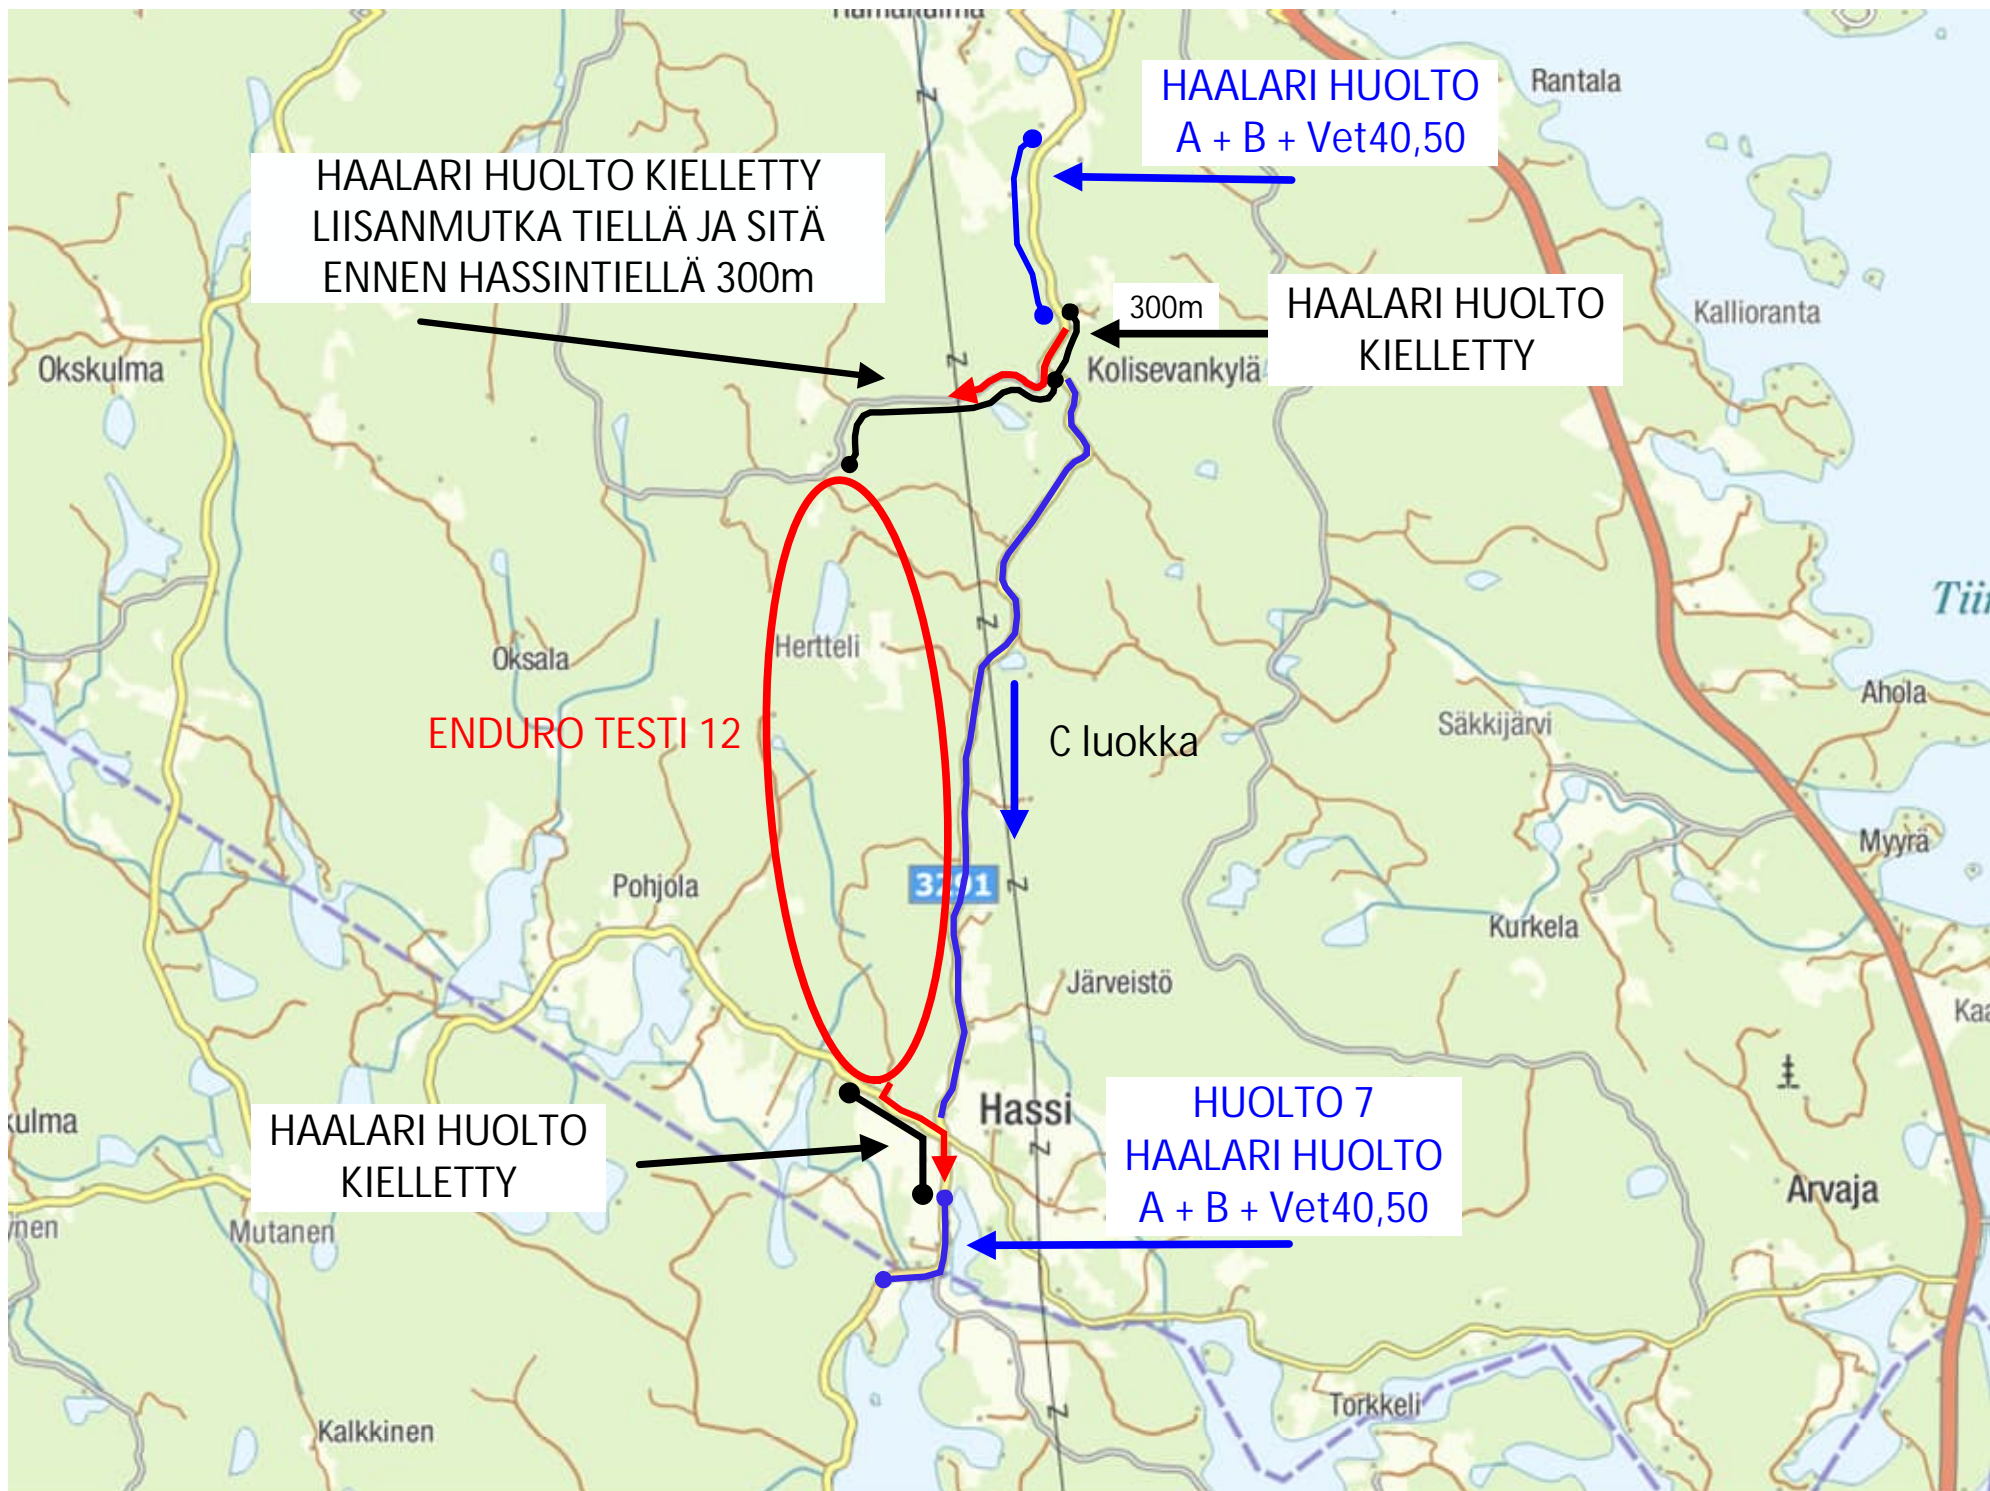 HAALARI HUOLTO
A + B + Vet40,50
Rantala
HAALARI HUOLTO KIELLETTY
LIISANMUTKA TIELLÄ JA SITÄ
ENNEN HASSINTIELLÄ 300m
300m
HAALARI HUOLTO
KIELLETTY
Kallioranta
Okskulma
Kolisevankylä
Hertteli
Oksala
ENDURO TESTI 12
C luokka
Ahola
Säkkijärvi
Myyrä
Pohjola
3291
Kurkela
Järveistö
Hassi
HAALARI HUOLTO
KIELLETTY
HUOLTO 7
HAALARI HUOLTO
A + B + Vet40,50
Arvaja
Mutanen
Torkkeli
Kalkkinen